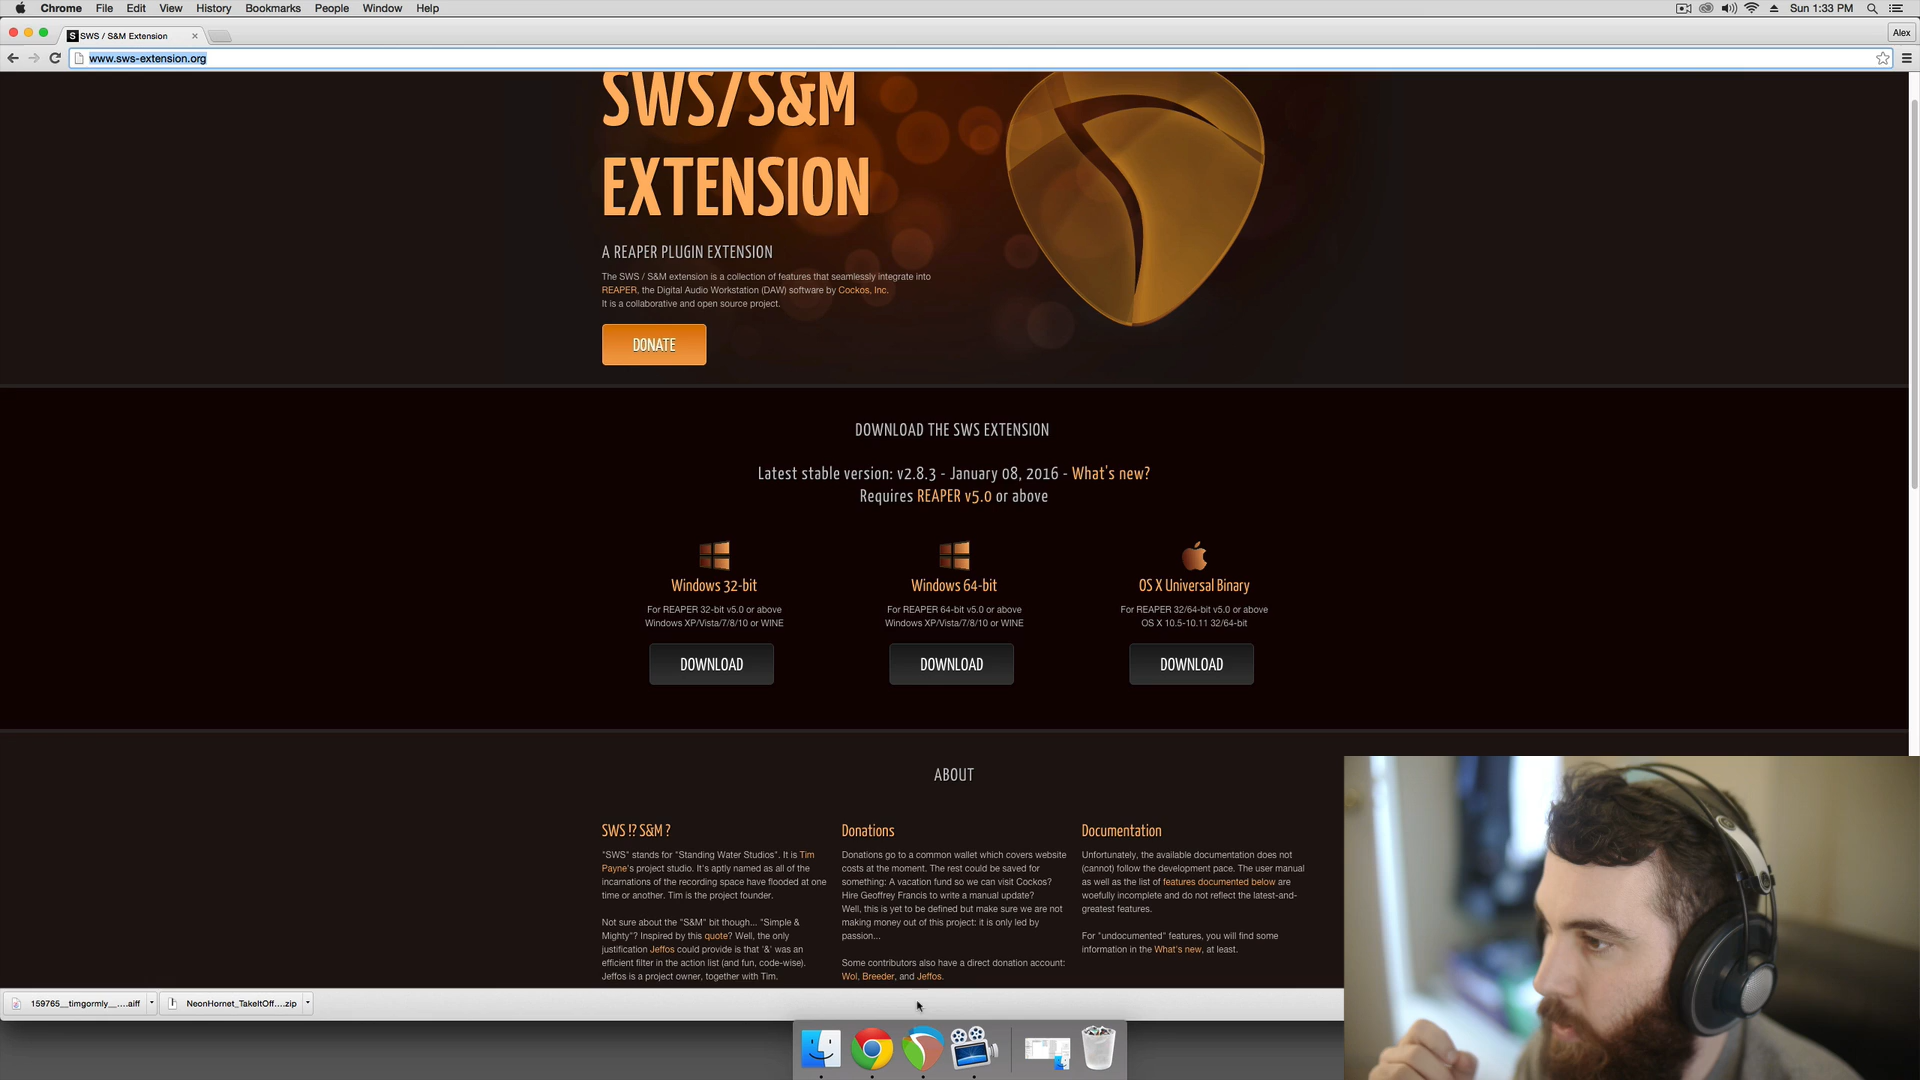 Chrome File Edit View History Bookmarks People Window Help
Sun 1:33 PM
S SWS / S&M Extension
Alex
www.sws-extension.org
SWS/S&M
EXTENSION
A REAPER PLUGIN EXTENSION
The SWS / S&M extension is a collection of features that seamlessly integrate into
REAPER, the Digital Audio Workstation (DAW) software by Cockos, Inc.
It is a collaborative and open source project.
DONATE
DOWNLOAD THE SWS EXTENSION
Latest stable version: v2.8.3 - January 08, 2016 - What's new?
Requires REAPER v5.0 or above
Windows 32-bit
For REAPER 32-bit v5.0 or above
Windows XP/Vista/7/8/10 or WINE
DOWNLOAD
Windows 64-bit
For REAPER 64-bit v5.0 or above
Windows XP/Vista/7/8/10 or WINE
DOWNLOAD
OS X Universal Binary
For REAPER 32/64-bit v5.0 or above
OS X 10.5-10.11 32/64-bit
DOWNLOAD
ABOUT
SWS !? S&M ?
"SWS" stands for "Standing Water Studios". It is Tim
Payne's project studio. It's aptly named as all of the
incarnations of the recording space have flooded at one
time or another. Tim is the project founder.
Not sure about the "S&M" bit though... "Simple &
Mighty"? Inspired by this quote? Well, the only
justification Jeffos could provide is that '&' was an
efficient filter in the action list (and fun, code-wise).
Jeffos is a project owner, together with Tim.
Donations
Donations go to a common wallet which covers website
costs at the moment. The rest could be saved for
something: A vacation fund so we can visit Cockos?
Hire Geoffrey Francis to write a manual update?
Well, this is yet to be defined but make sure we are not
making money out of this project: it is only led by
passion...
Some contributors also have a direct donation account:
Wol, Breeder, and Jeffos.
Documentation
Unfortunately, the available documentation does not
(cannot) follow the development pace. The user manual
as well as the list of features documented below are
woefully incomplete and do not reflect the latest-and-
greatest features.
For "undocumented" features, you will find some
information in the What's new, at least.
159765__timgormly__....aiff
NeonHornet_TakeItOff....zip